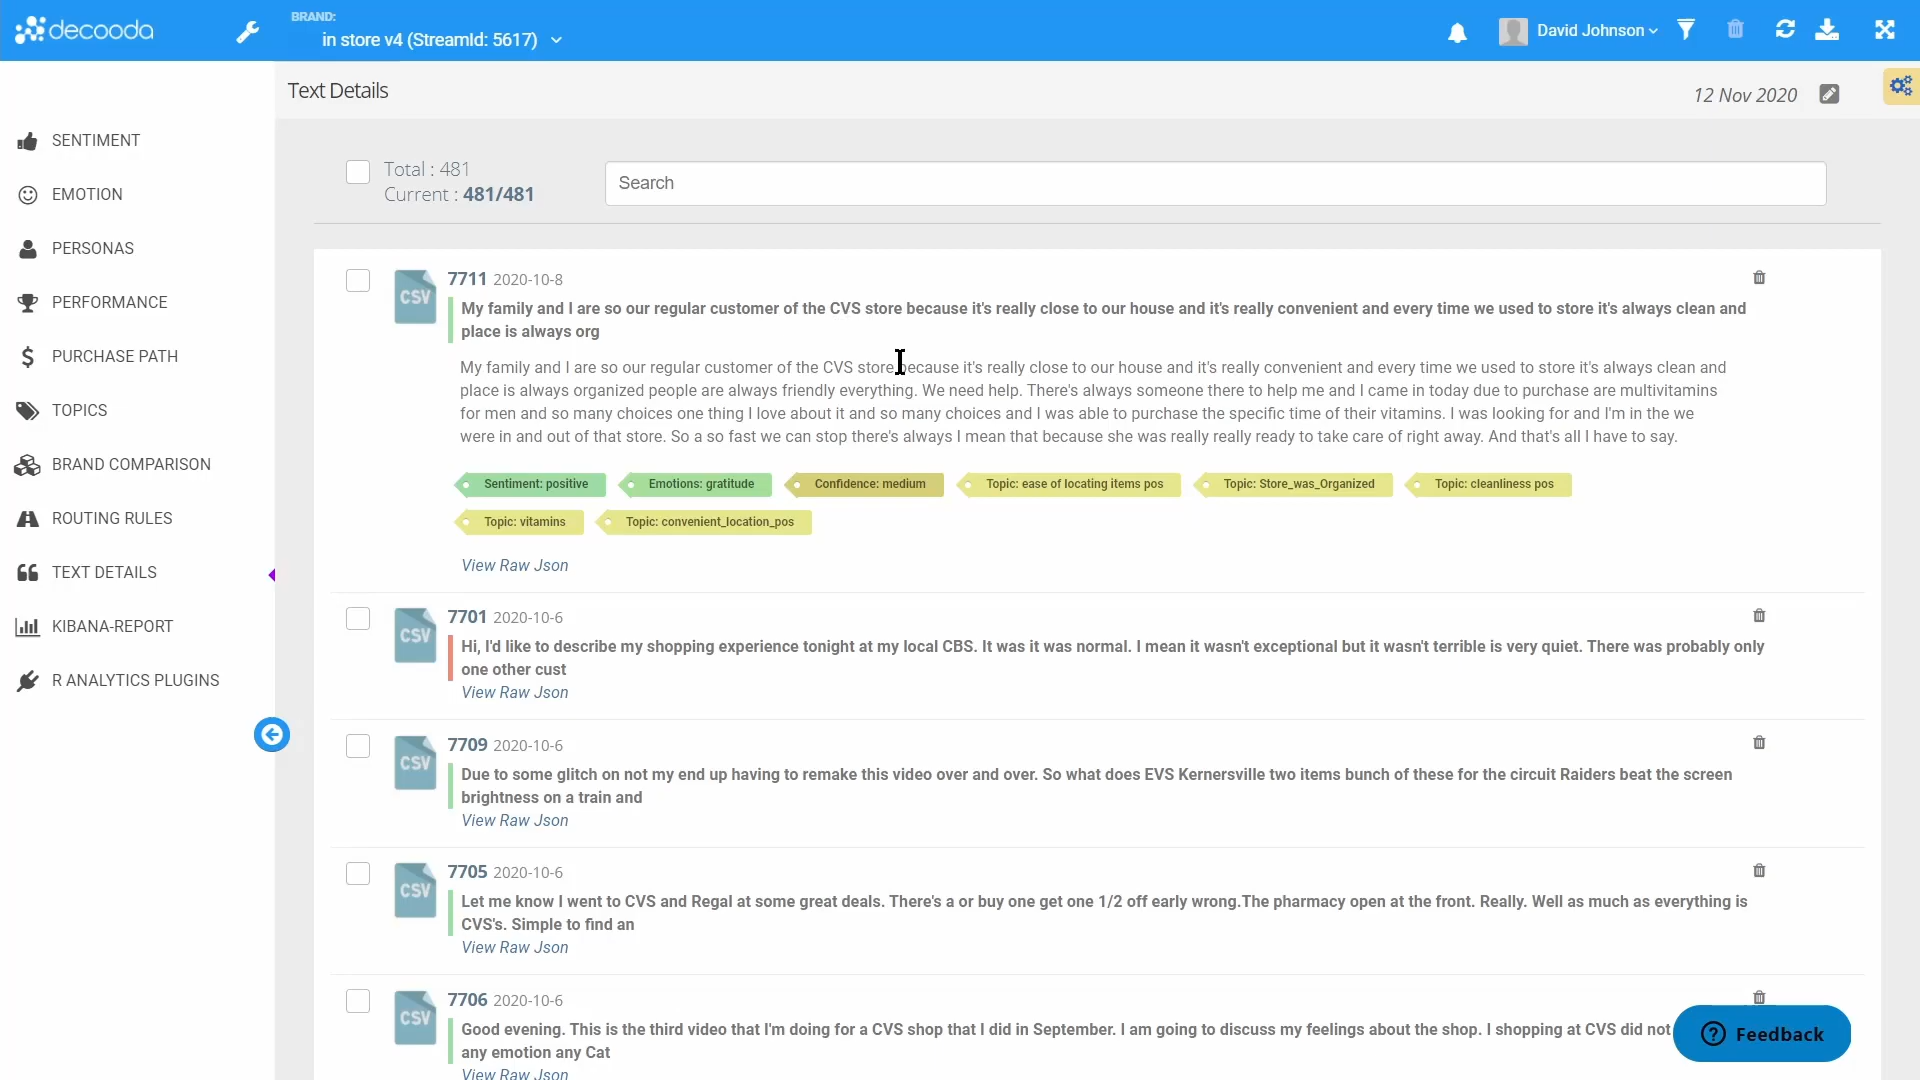 decooda
BRAND:
in store v4 (StreamId: 5617)
David Johnson
Text Details
12 Nov 2020
SENTIMENT
EMOTION
PERSONAS
PERFORMANCE
PURCHASE PATH
TOPICS
BRAND COMPARISON
ROUTING RULES
TEXT DETAILS
KIBANA-REPORT
R ANALYTICS PLUGINS
Total : 481
Current : 481/481
Search
CSV
7711 2020-10-8
My family and I are so our regular customer of the CVS store because it's really close to our house and it's really convenient and every time we used to store it's always clean and
place is always org
My family and I are so our regular customer of the CVS store because it's really close to our house and it's really convenient and every time we used to store it's always clean and
place is always organized people are always friendly everything. We need help. There's always someone there to help me and I came in today due to purchase are multivitamins
for men and so many choices one thing I love about it and so many choices and I was able to purchase the specific time of their vitamins. I was looking for and I'm in the we
were in and out of that store. So a so fast we can stop there's always I mean that because she was really really ready to take care of right away. And that's all I have to say.
Sentiment: positive Emotions: gratitude Confidence: medium Topic: ease of locating items pos Topic: Store_was_Organized Topic: cleanliness pos
Topic: vitamins Topic: convenient_location_pos
View Raw Json
CSV
7701 2020-10-6
Hi, I'd like to describe my shopping experience tonight at my local CBS. It was it was normal. I mean it wasn't exceptional but it wasn't terrible is very quiet. There was probably only
one other cust
View Raw Json
CSV
7709 2020-10-6
Due to some glitch on not my end up having to remake this video over and over. So what does EVS Kernersville two items bunch of these for the circuit Raiders beat the screen
brightness on a train and
View Raw Json
CSV
7705 2020-10-6
Let me know I went to CVS and Regal at some great deals. There's a or buy one get one 1/2 off early wrong.The pharmacy open at the front. Really. Well as much as everything is
CVS's. Simple to find an
View Raw Json
CSV
7706 2020-10-6
Good evening. This is the third video that I'm doing for a CVS shop that I did in September. I am going to discuss my feelings about the shop. I shopping at CVS did not
any emotion any Cat
View Raw Json
Feedback